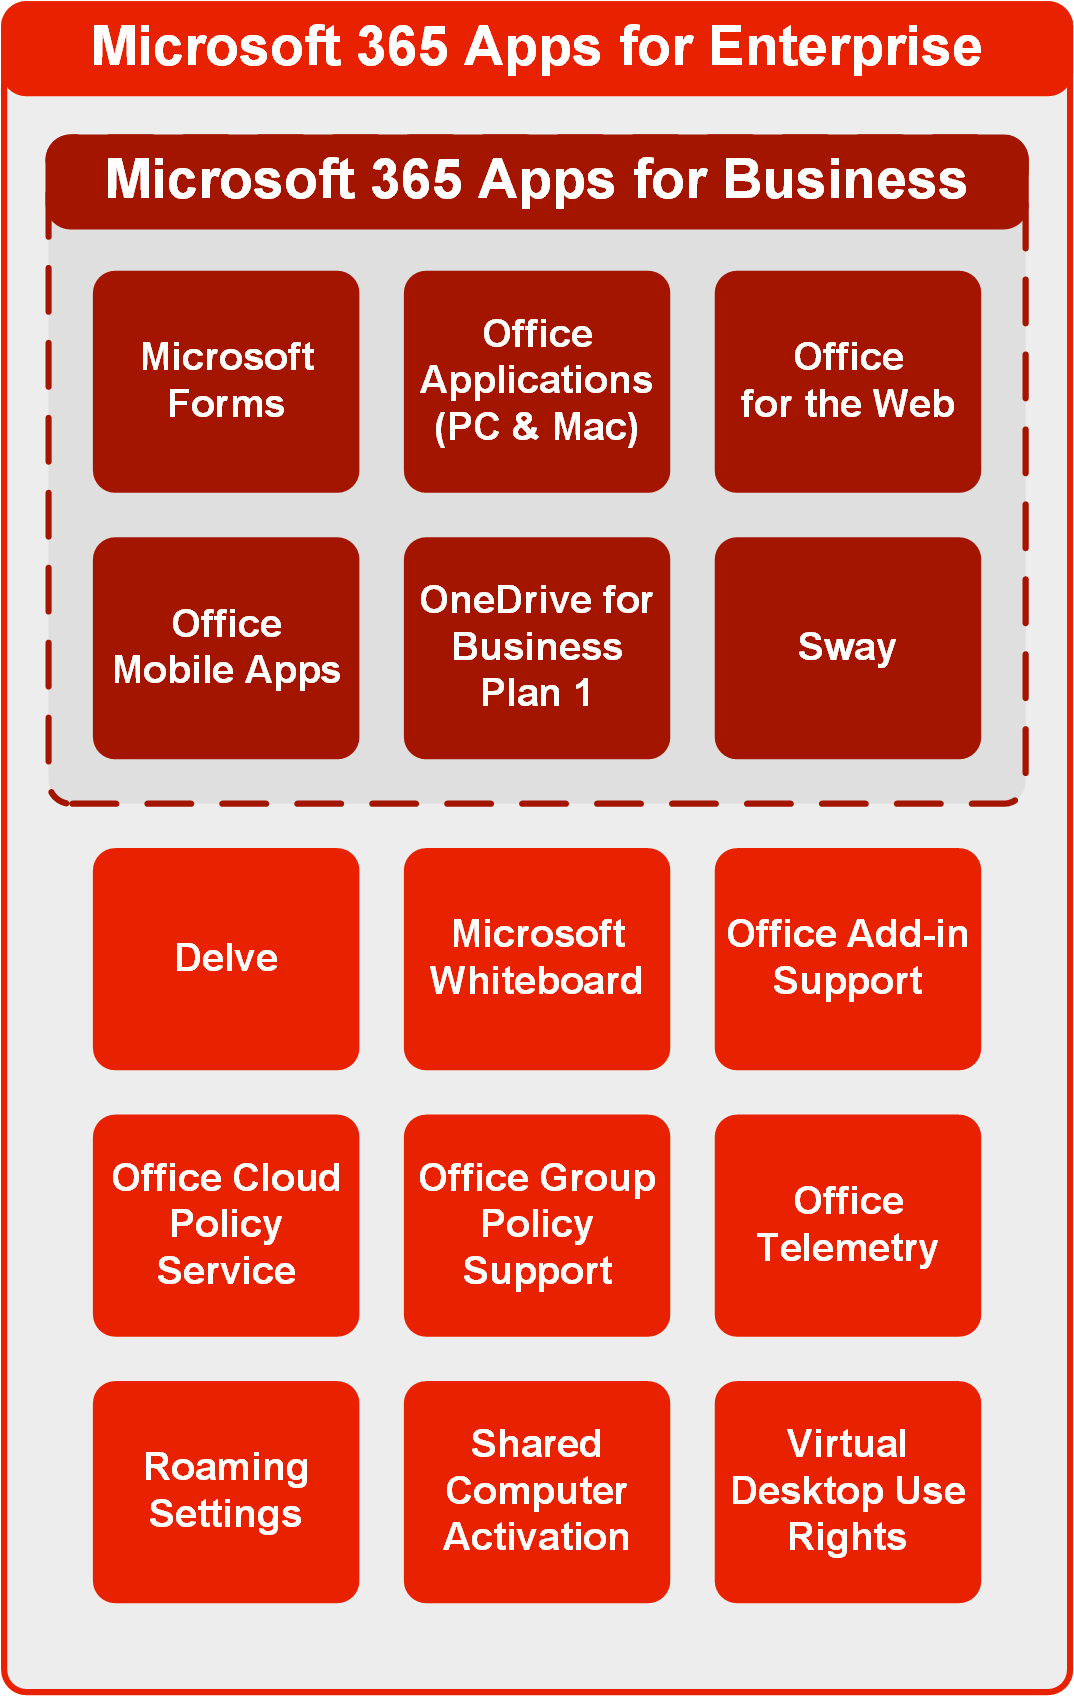 Microsoft 365 Apps for Enterprise
Microsoft 365 Apps for Business
Microsoft
Forms
Office
Applications
(PC & Mac)
Office
for the Web
Office
Mobile Apps
OneDrive for
Business
Plan 1
Sway
Delve
Microsoft
Whiteboard
Office Add-in
Support
Office Cloud
Policy
Service
Office Group
Policy
Support
Office
Telemetry
Roaming
Settings
Shared
Computer
Activation
Virtual
Desktop Use
Rights